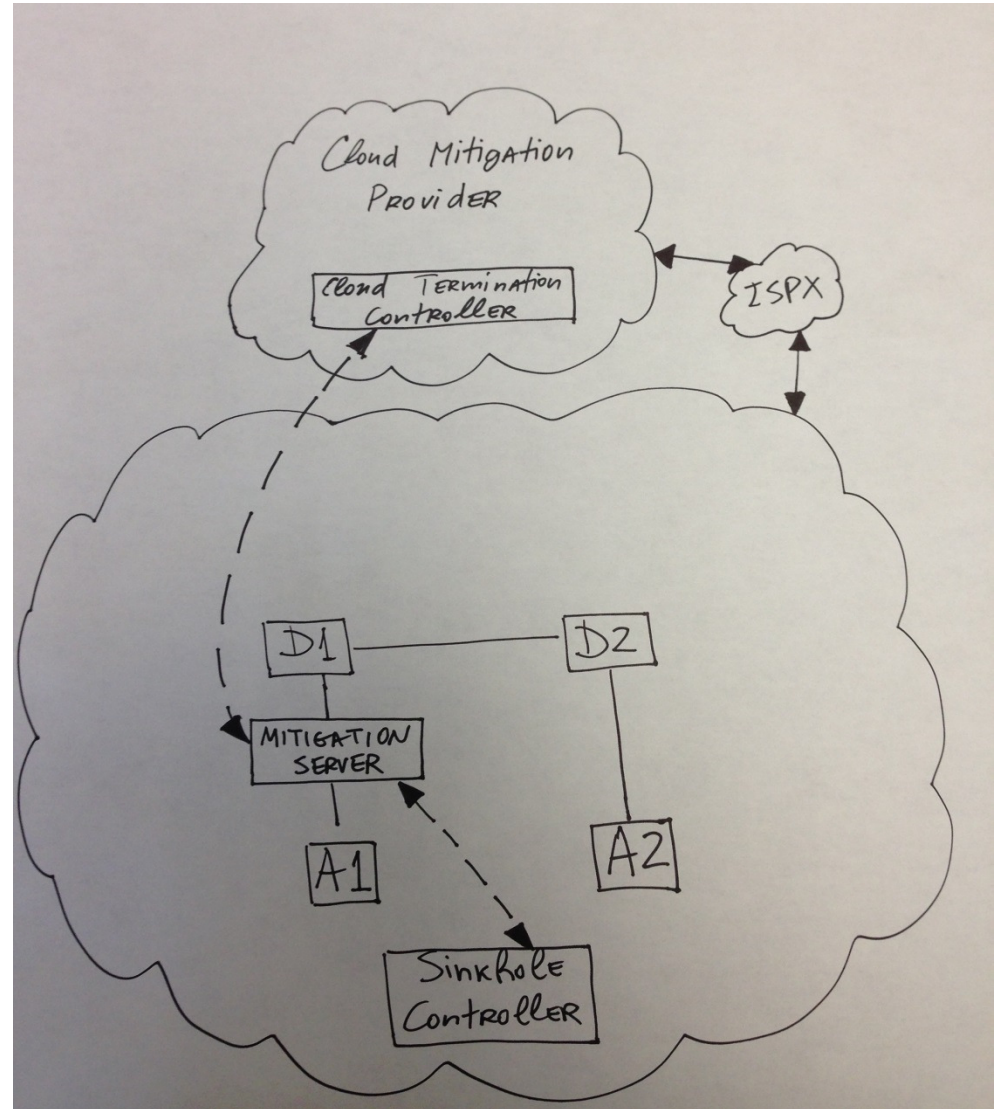 Cloud Mitigation
Provider
Cloud Termination
Controller
ISPX
D1
D2
MITIGATION
SERVER
A1
A2
Sinkhole
Controller